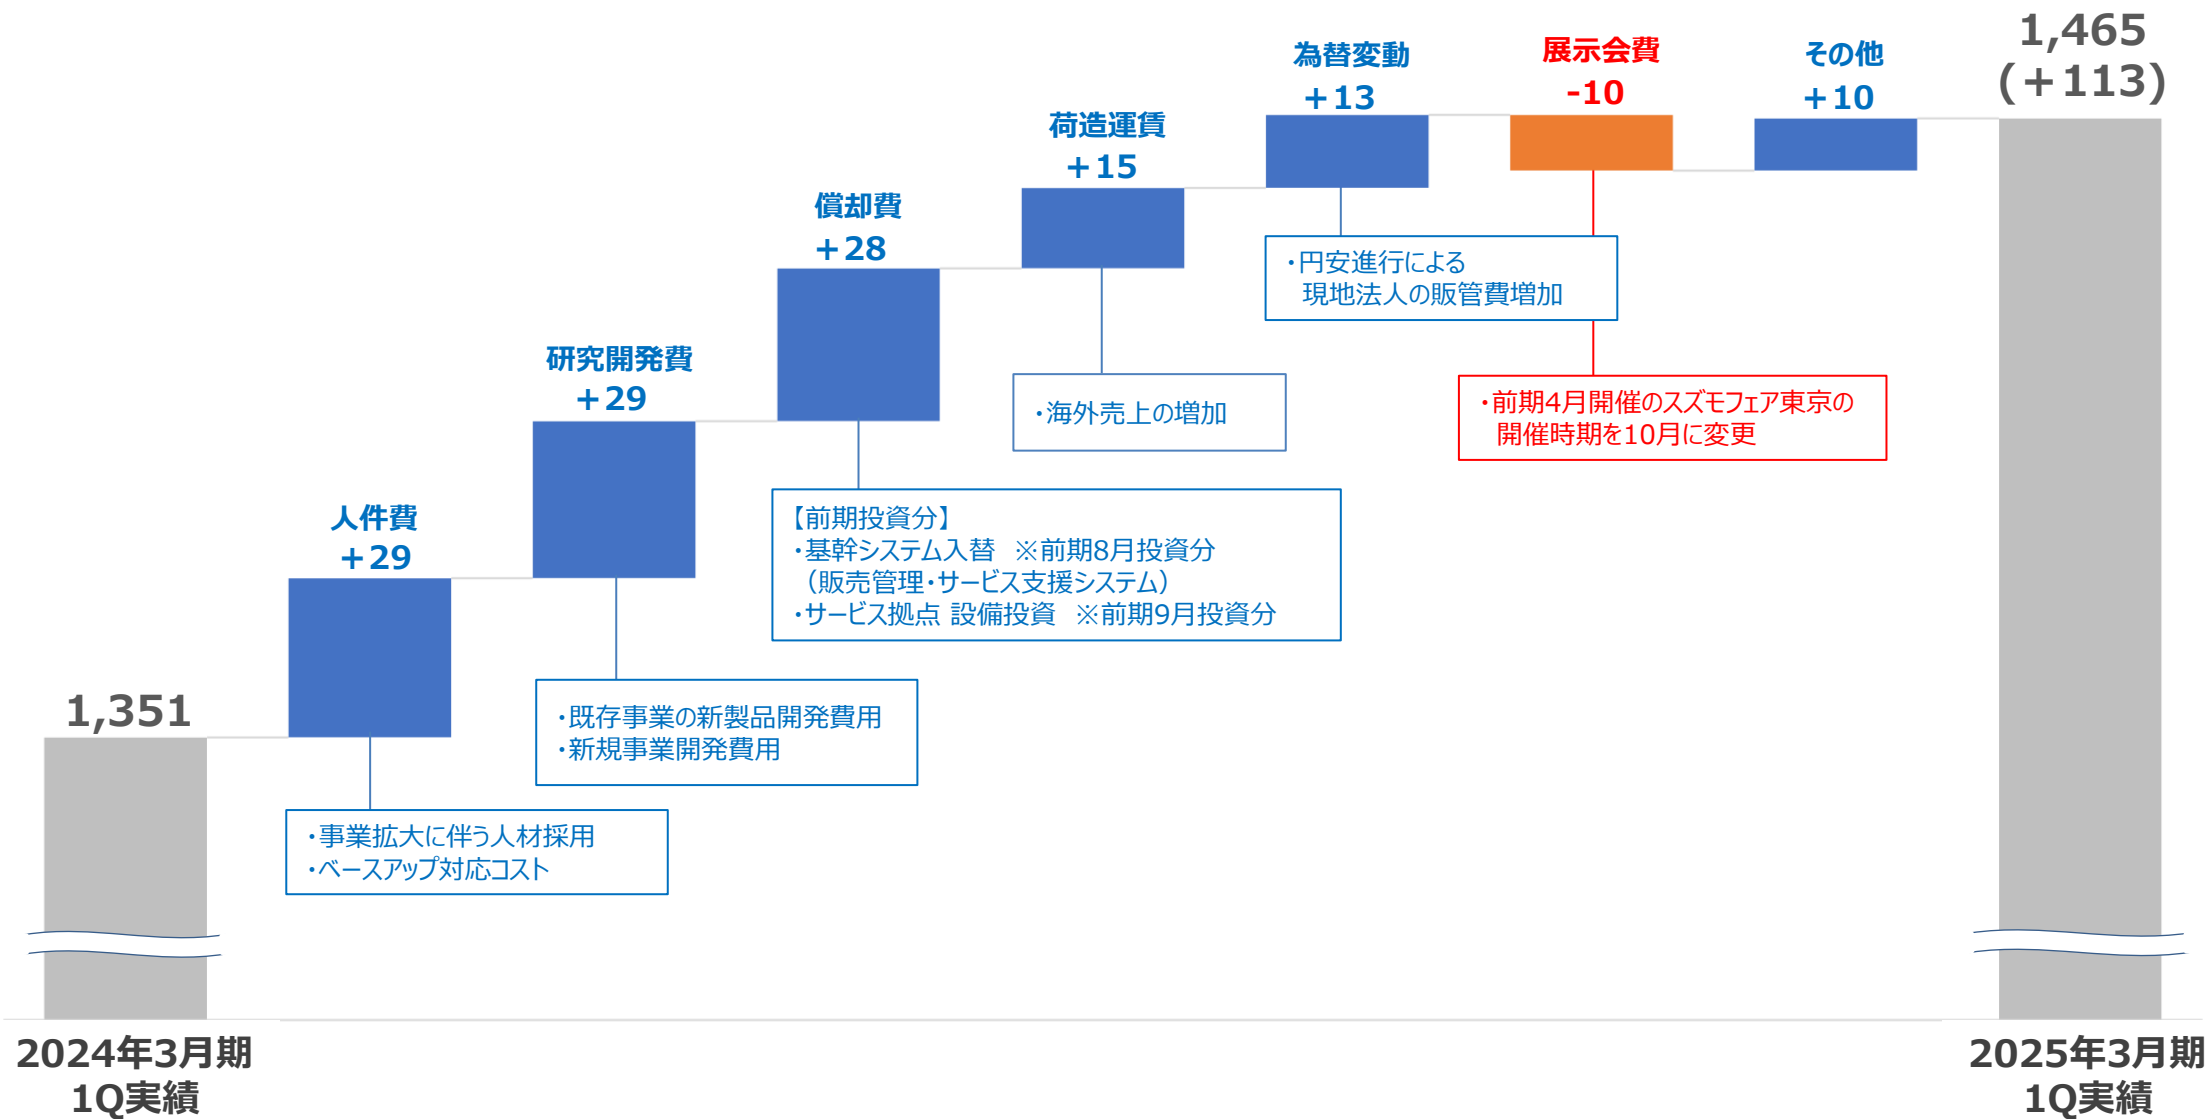 1,351
人件費
+29
・事業拡大に伴う人材採用
・ベースアップ対応コスト
研究開発費
+29
・既存事業の新製品開発費用
・新規事業開発費用
償却費
+28
【前期投資分】
・基幹システム入替 ※前期8月投資分
（販売管理・サービス支援システム）
・サービス拠点 設備投資 ※前期9月投資分
荷造運賃
+15
・海外売上の増加
為替変動
+13
・円安進行による
現地法人の販管費増加
展示会費
-10
・前期4月開催のスズモフェア東京の
開催時期を10月に変更
その他
+10
1,465
(+113)
2024年3月期
1Q実績
2025年3月期
1Q実績